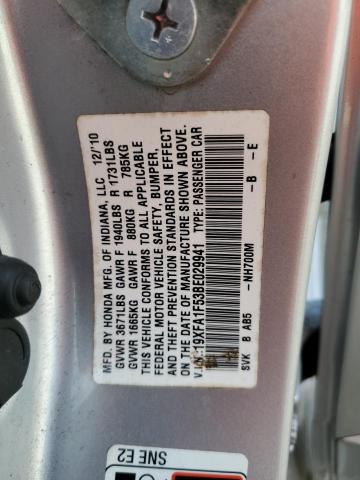 MFD. BY HONDA MFG. OF INDIANA, LLC 12/'10
GVWR 3671LBS GAWR F 1940LBS R 1731LBS
GVWR 1665KG GAWR F 880KG R 785KG
THIS VEHICLE CONFORMS TO ALL APPLICABLE
FEDERAL MOTOR VEHICLE SAFETY, BUMPER,
AND THEFT PREVENTION STANDARDS IN EFFECT
ON THE DATE OF MANUFACTURE SHOWN ABOVE.
V.I.N.:19XFA1F53BE029941 TYPE: PASSENGER CAR
SVK B AB5 -NH700M -B -E
SNE E2